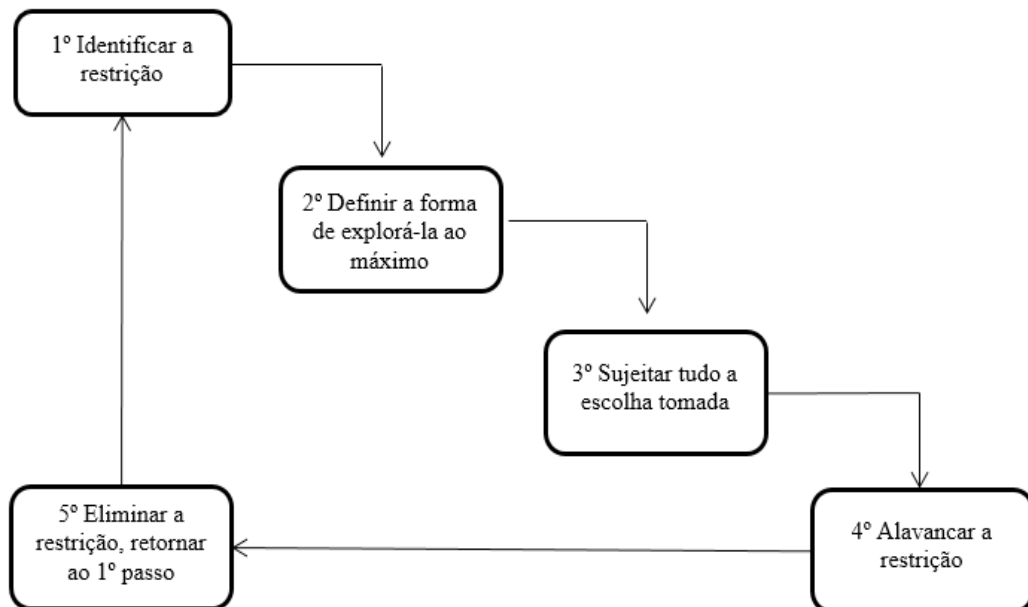 1º Identificar a
restrição
2º Definir a forma
de explorá-la ao
máximo
3º Sujeitar tudo a
escolha tomada
4º Alavancar a
restrição
5º Eliminar a
restrição, retornar
ao 1º passo